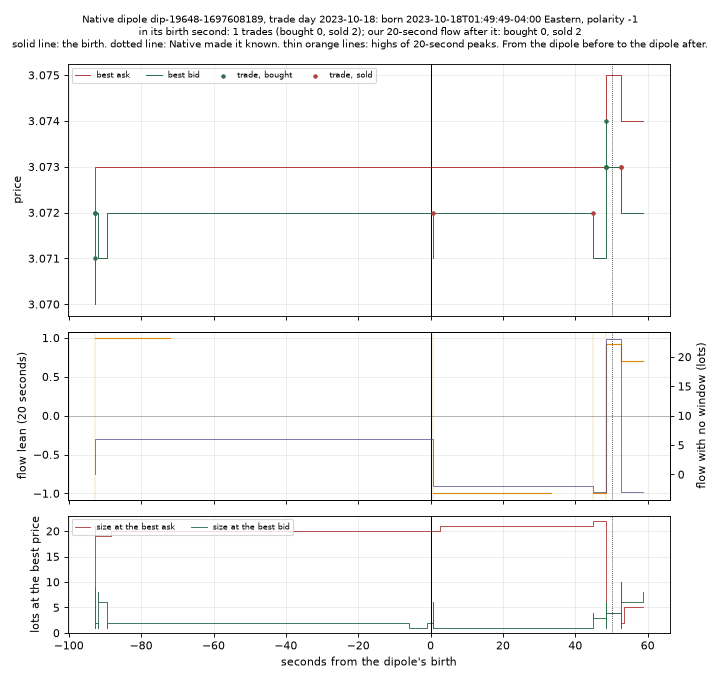 Native dipole dip-19648-1697608189, trade day 2023-10-18: born 2023-10-18T01:49:49-04:00 Eastern, polarity -1
in its birth second: 1 trades (bought 0, sold 2); our 20-second flow after it: bought 0, sold 2
solid line: the birth. dotted line: Native made it known. thin orange lines: highs of 20-second peaks. From the dipole before to the dipole after.
best ask best bid trade, bought trade, sold
3.075
3.074
3.073
3.072
3.071
3.070
price
1.0
0.5
0.0
−0.5
−1.0
flow lean (20 seconds)
20
15
10
5
0
flow with no window (lots)
size at the best ask size at the best bid
20
15
10
5
0
lots at the best price
−100 −80 −60 −40 −20 0 20 40 60
seconds from the dipole's birth